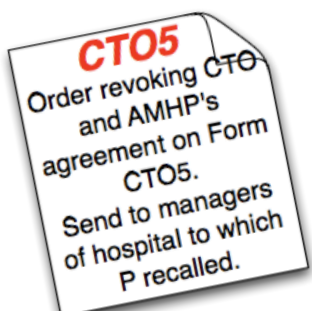 CTO5
Order revoking CTO
and AMHP's
agreement on Form
CTO5.
Send to managers
of hospital to which
P recalled.